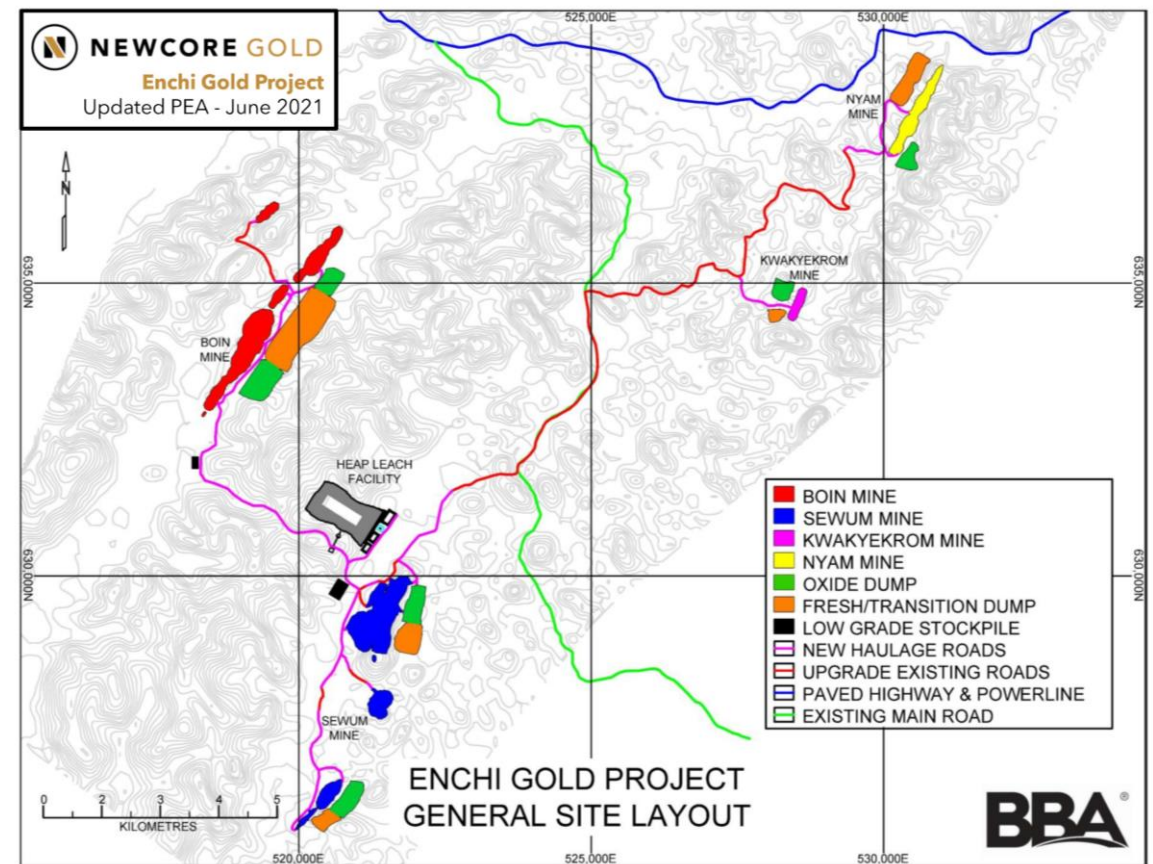 NEWCORE GOLD
Enchi Gold Project
Updated PEA - June 2021
525,000E
530,000E
N
NYAM
MINE
635,000N
635,000N
KWAKYEKROM
MINE
BOIN
MINE
HEAP LEACH
FACILITY
630,000N
630,000N
BOIN MINE
SEWUM MINE
KWAKYEKROM MINE
NYAM MINE
OXIDE DUMP
FRESH/TRANSITION DUMP
LOW GRADE STOCKPILE
NEW HAULAGE ROADS
UPGRADE EXISTING ROADS
PAVED HIGHWAY & POWERLINE
EXISTING MAIN ROAD
SEWUM
MINE
ENCHI GOLD PROJECT
GENERAL SITE LAYOUT
0 2 3 4 5
KILOMETRES
BBA®
520,000E
525,000E
530,000E